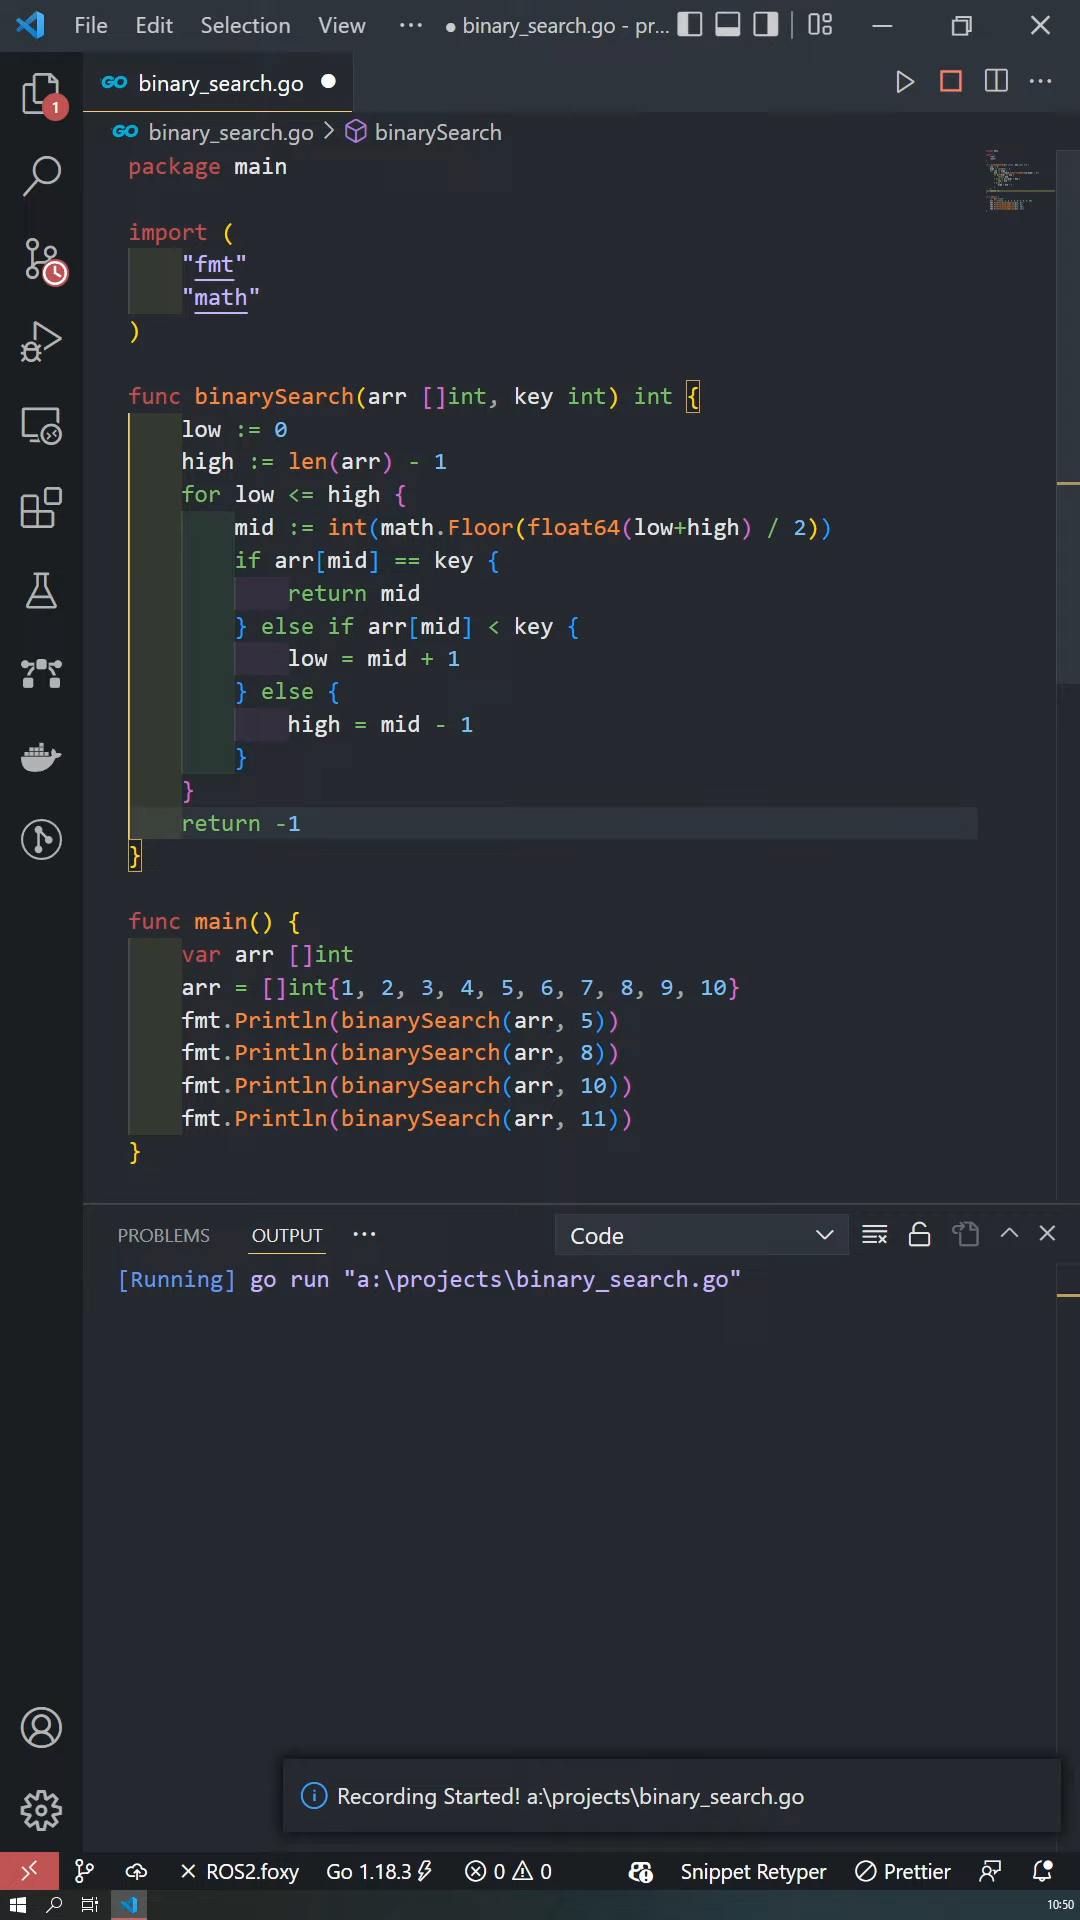 File Edit Selection View ··· ● binary_search.go - pr...
GO binary_search.go ●
1
GO binary_search.go > binarySearch
package main
import (
"fmt"
"math"
)
func binarySearch(arr []int, key int) int {
low := 0
high := len(arr) - 1
for low <= high {
mid := int(math.Floor(float64(low+high) / 2))
if arr[mid] == key {
return mid
} else if arr[mid] < key {
low = mid + 1
} else {
high = mid - 1
}
}
return -1
}
func main() {
var arr []int
arr = []int{1, 2, 3, 4, 5, 6, 7, 8, 9, 10}
fmt.Println(binarySearch(arr, 5))
fmt.Println(binarySearch(arr, 8))
fmt.Println(binarySearch(arr, 10))
fmt.Println(binarySearch(arr, 11))
}
PROBLEMS OUTPUT ··· Code
[Running] go run "a:\projects\binary_search.go"
Recording Started! a:\projects\binary_search.go
ROS2.foxy Go 1.18.3 0 0 Snippet Retyper Prettier
10:50